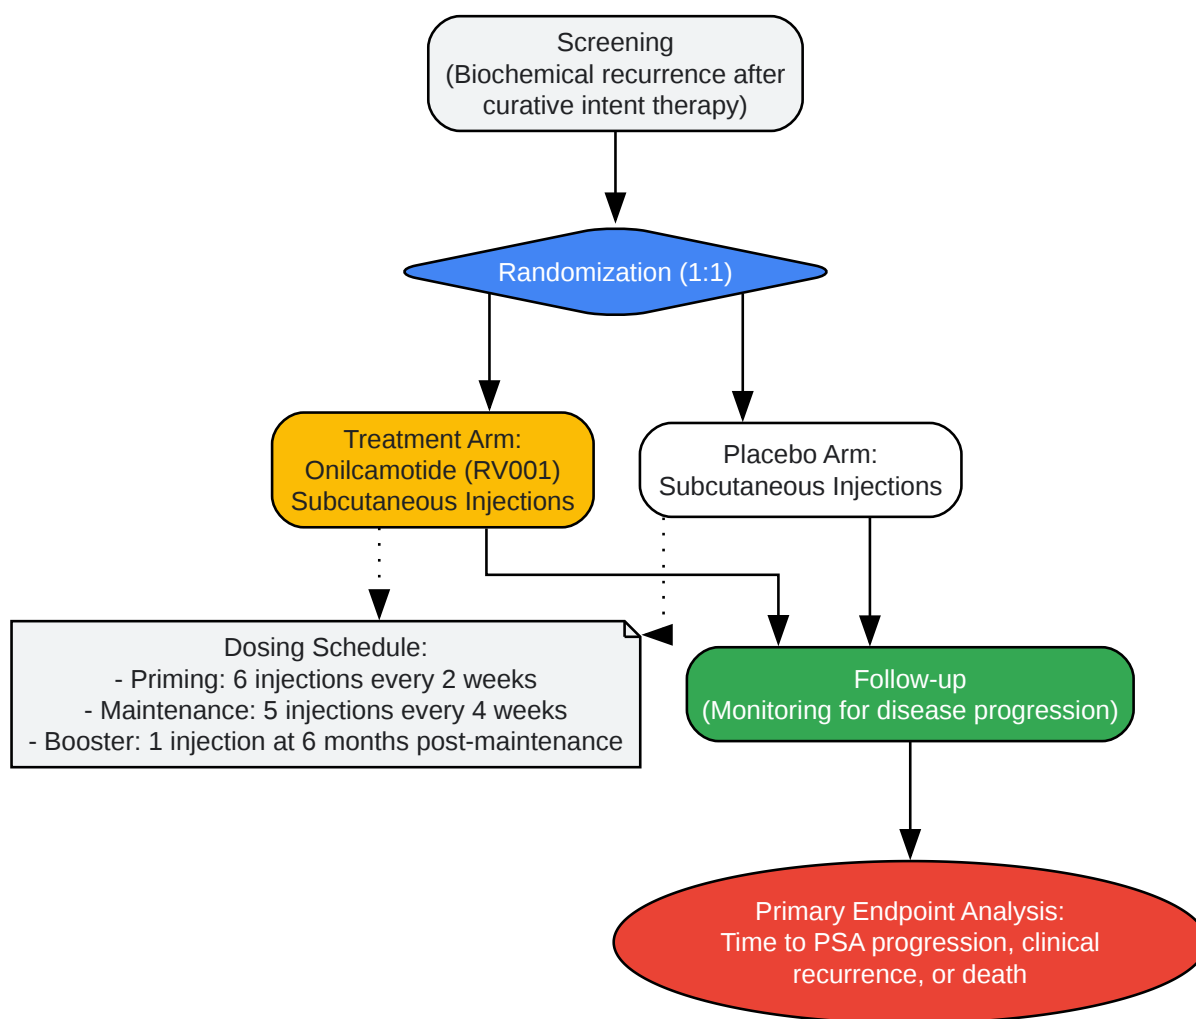 Screening
(Biochemical recurrence after
curative intent therapy)
Randomization (1:1)
Treatment Arm:
Onilcamotide (RV001)
Subcutaneous Injections
Placebo Arm:
Subcutaneous Injections
Dosing Schedule:
- Priming: 6 injections every 2 weeks
- Maintenance: 5 injections every 4 weeks
- Booster: 1 injection at 6 months post-maintenance
Follow-up
(Monitoring for disease progression)
Primary Endpoint Analysis:
Time to PSA progression, clinical
recurrence, or death